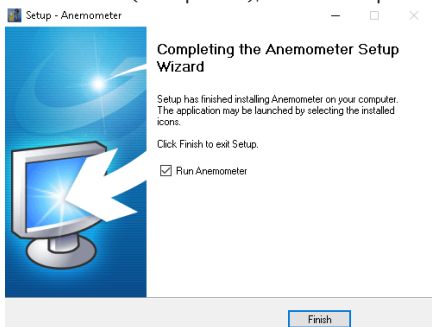 Setup - Anemometer
Completing the Anemometer Setup
Wizard
Setup has finished installing Anemometer on your computer.
The application may be launched by selecting the installed
icons.
Click Finish to exit Setup.
Run Anemometer
Finish